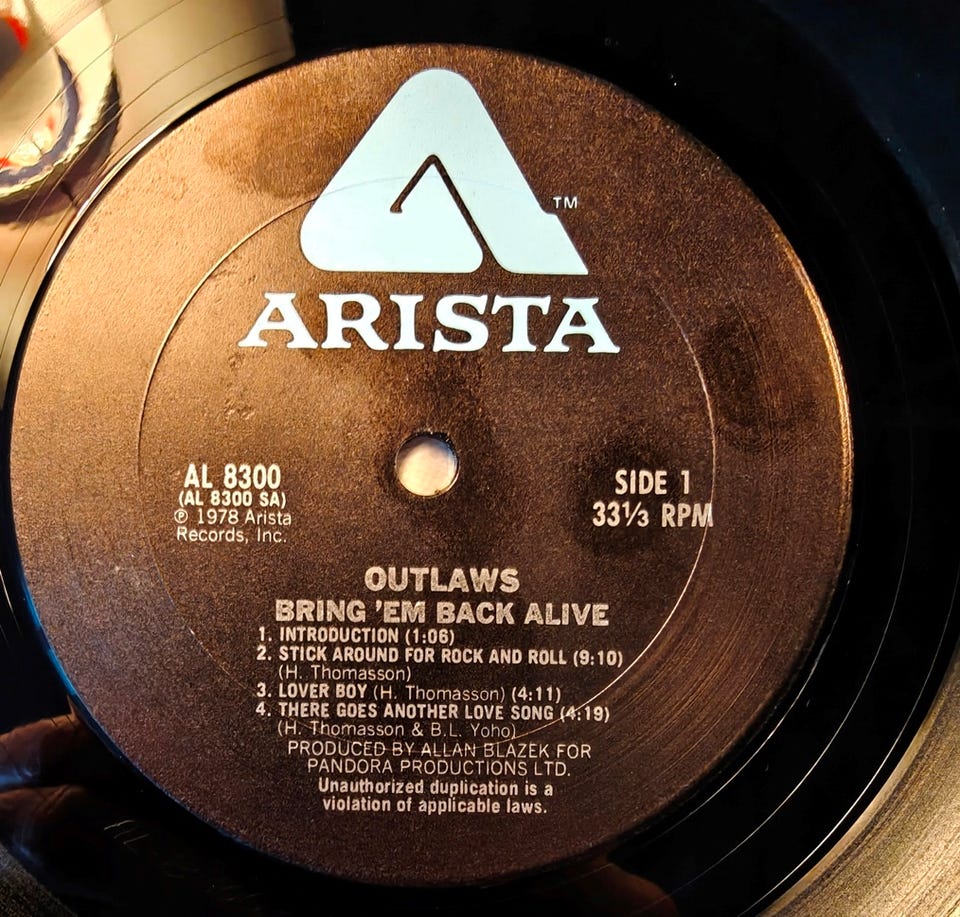 TM
ARISTA
AL 8300
(AL 8300 SA)
℗ 1978 Arista
Records, Inc.
SIDE 1
33⅓ RPM
OUTLAWS
BRING 'EM BACK ALIVE
1. INTRODUCTION (1:06)
2. STICK AROUND FOR ROCK AND ROLL (9:10)
(H. Thomasson)
3. LOVER BOY (H. Thomasson) (4:11)
4. THERE GOES ANOTHER LOVE SONG (4:19)
(H. Thomasson & B.L. Yoho)
PRODUCED BY ALLAN BLAZEK FOR
PANDORA PRODUCTIONS LTD.
Unauthorized duplication is a
violation of applicable laws.